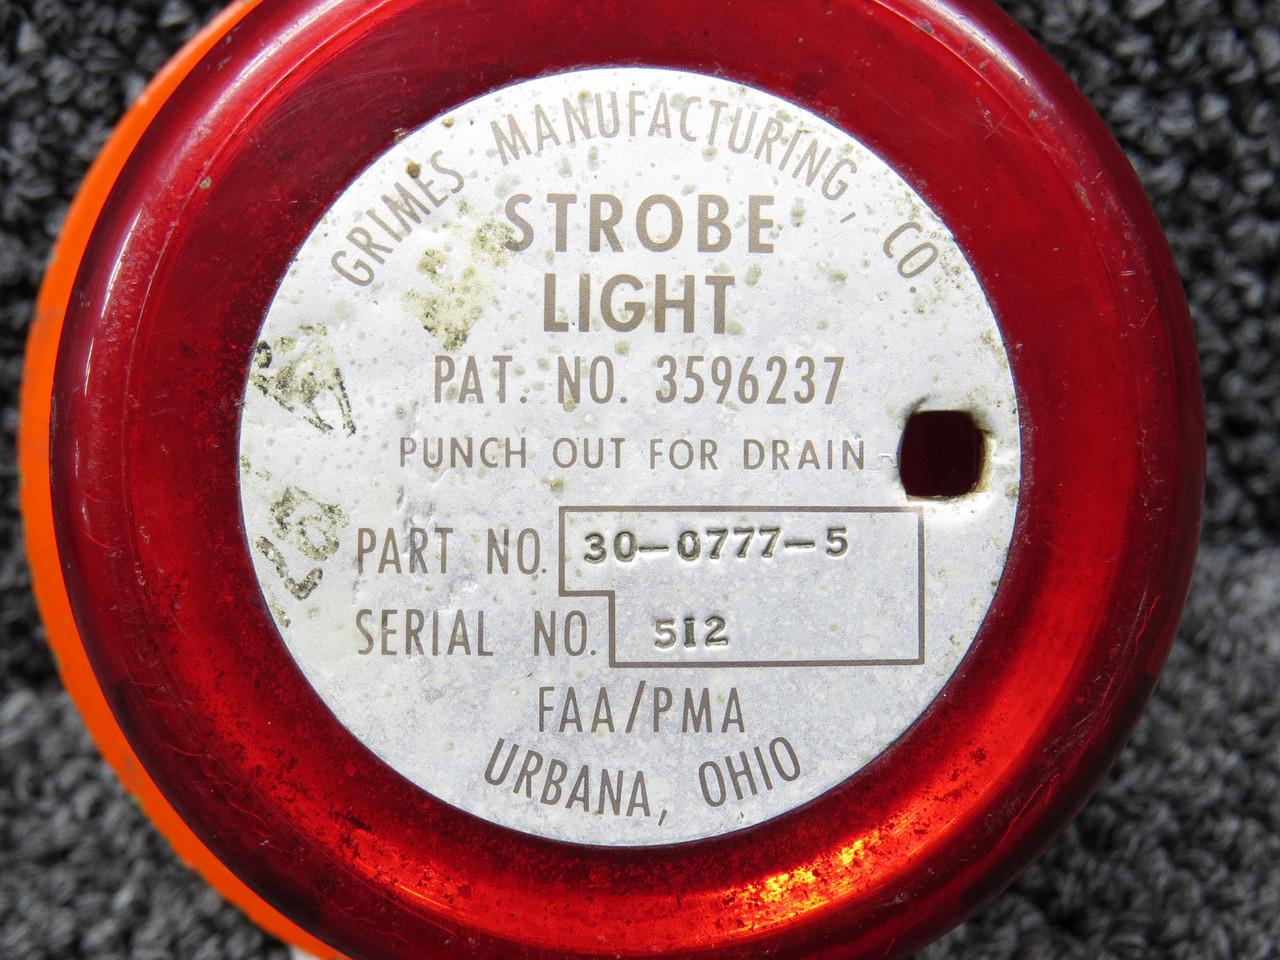 GRIMES MANUFACTURING, CO
STROBE
LIGHT
PAT. NO. 3596237
PUNCH OUT FOR DRAIN
PART NO. 30-0777-5
SERIAL NO. 512
FAA/PMA
URBANA, OHIO